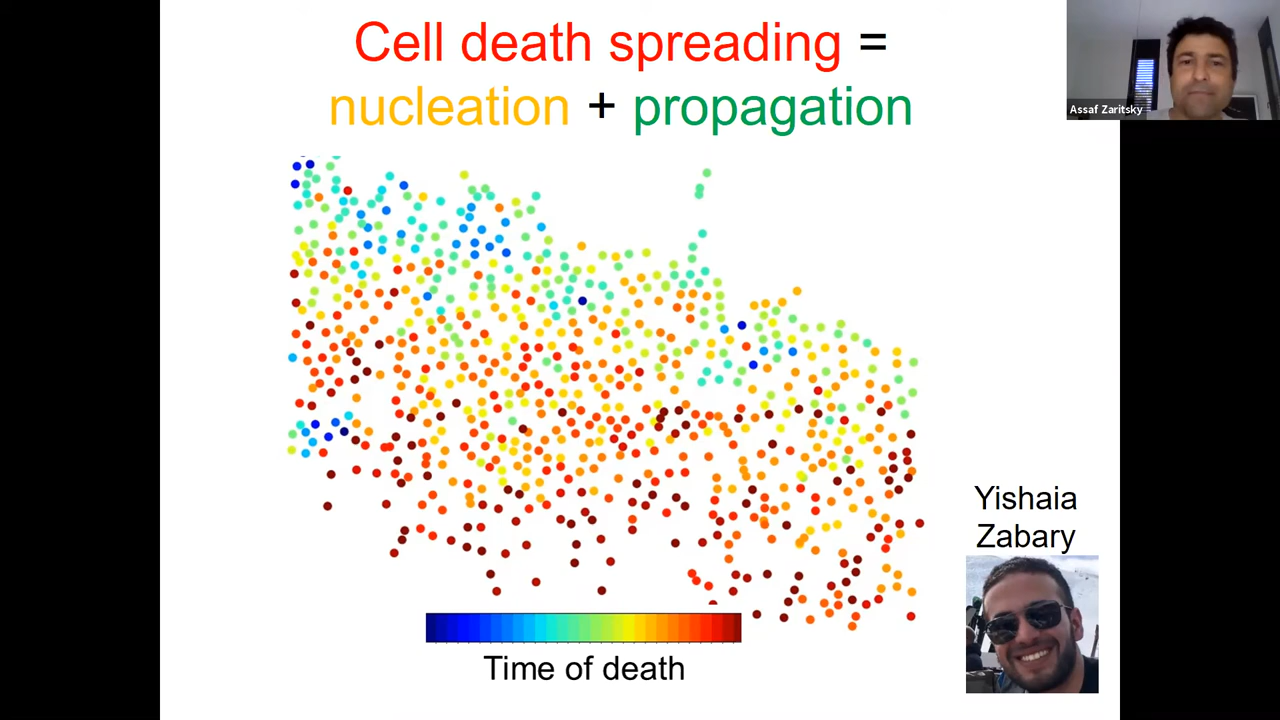 Cell death spreading =
nucleation + propagation
Assaf Zaritsky
Yishaia
Zabary
Time of death